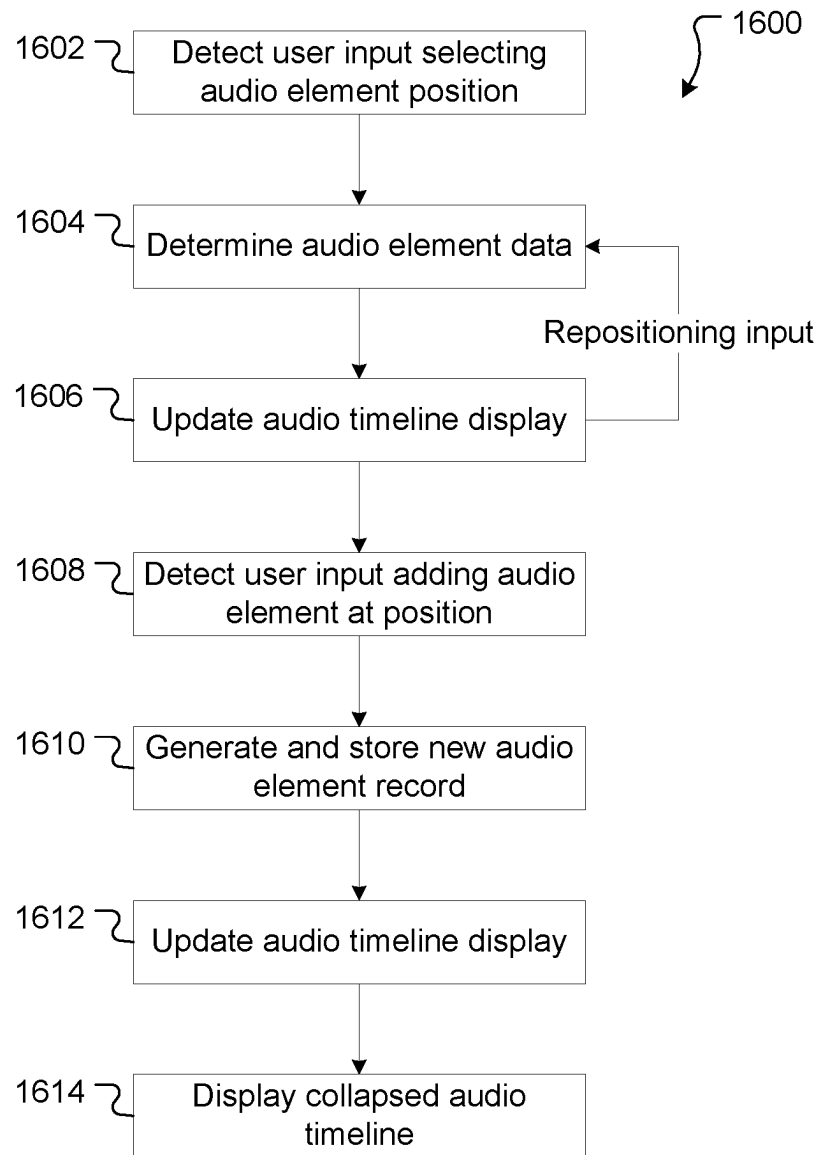 1600
1602
Detect user input selecting
audio element position
1604
Determine audio element data
Repositioning input
1606
Update audio timeline display
1608
Detect user input adding audio
element at position
1610
Generate and store new audio
element record
1612
Update audio timeline display
1614
Display collapsed audio
timeline